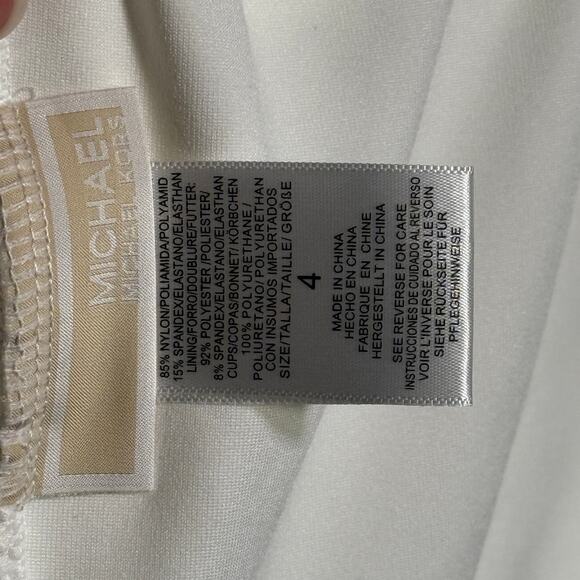 MICHAEL
MICHAEL KORS
85% NYLON/POLIAMIDA/POLYAMID
15% SPANDEX/ELASTANO/ELASTHAN
LINING/FORRO/DOUBLURE/FUTTER:
92% POLYESTER /POLIESTER/
8% SPANDEX/ELASTANO/ELASTHAN
CUPS/COPAS/BONNET/ KÖRBCHEN
100% POLYURETHANE/
POLIURETANO/ POLYURETHAN
CON INSUMOS IMPORTADOS
SIZE/TALLA/TAILLE/ GRÖßE
4
MADE IN CHINA
HECHO EN CHINA
FABRIQUE EN CHINE
HERGESTELLT IN CHINA
SEE REVERSE FOR CARE
INSTRUCCIONES DE CUIDADO AL REVERSO
VOIR L'INVERSE POUR LE SOIN
SIEHE RÜCKSEITE FÜR
PFLEGEHINWEISE